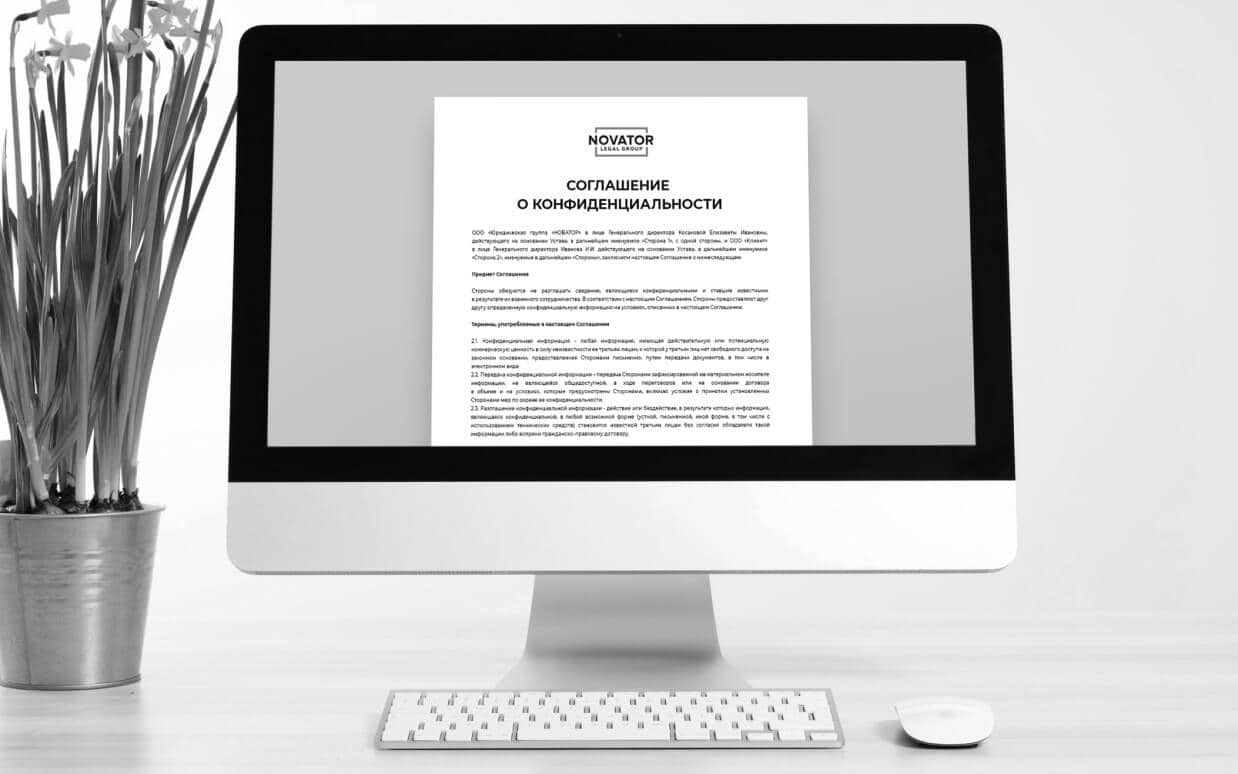 NOVATOR
LEGAL GROUP
СОГЛАШЕНИЕ
О КОНФИДЕНЦИАЛЬНОСТИ
ООО «Юридическая группа «НОВАТОР» в лице Генерального директора Косаковой Елизаветы Ивановны,
действующего на основании Устава, в дальнейшем именуемое «Сторона 1», с одной стороны, и ООО «Клиент»
в лице Генерального директора Иванова И.И. действующего на основании Устава, в дальнейшем именуемое
«Сторона 2», именуемые в дальнейшем «Стороны», заключили настоящее Соглашение о нижеследующем:
Предмет Соглашения
Стороны обязуются не разглашать сведения, являющиеся конфиденциальными и ставшие известными
в результате их взаимного сотрудничества. В соответствии с настоящим Соглашением, Стороны предоставляют друг
другу определенную конфиденциальную информацию на условиях, описанных в настоящем Соглашении.
Термины, употребляемые в настоящем Соглашении
2.1. Конфиденциальная информация - любая информация, имеющая действительную или потенциальную
коммерческую ценность в силу неизвестности ее третьим лицам, к которой у третьих лиц нет свободного доступа на
законном основании, предоставляемая Сторонами письменно, путем передачи документов, в том числе в
электронном виде.
2.2. Передача конфиденциальной информации - передача Сторонами зафиксированной на материальном носителе
информации, не являющейся общедоступной, в ходе переговоров или на основании договора
в объеме и на условиях, которые предусмотрены Сторонами, включая условие о принятии установленных
Сторонами мер по охране ее конфиденциальности.
2.3. Разглашение конфиденциальной информации - действие или бездействие, в результате которых информация,
являющаяся конфиденциальной, в любой возможной форме (устной, письменной, иной форме, в том числе с
использованием технических средств) становится известной третьим лицам без согласия обладателя такой
информации либо вопреки гражданско-правовому договору.